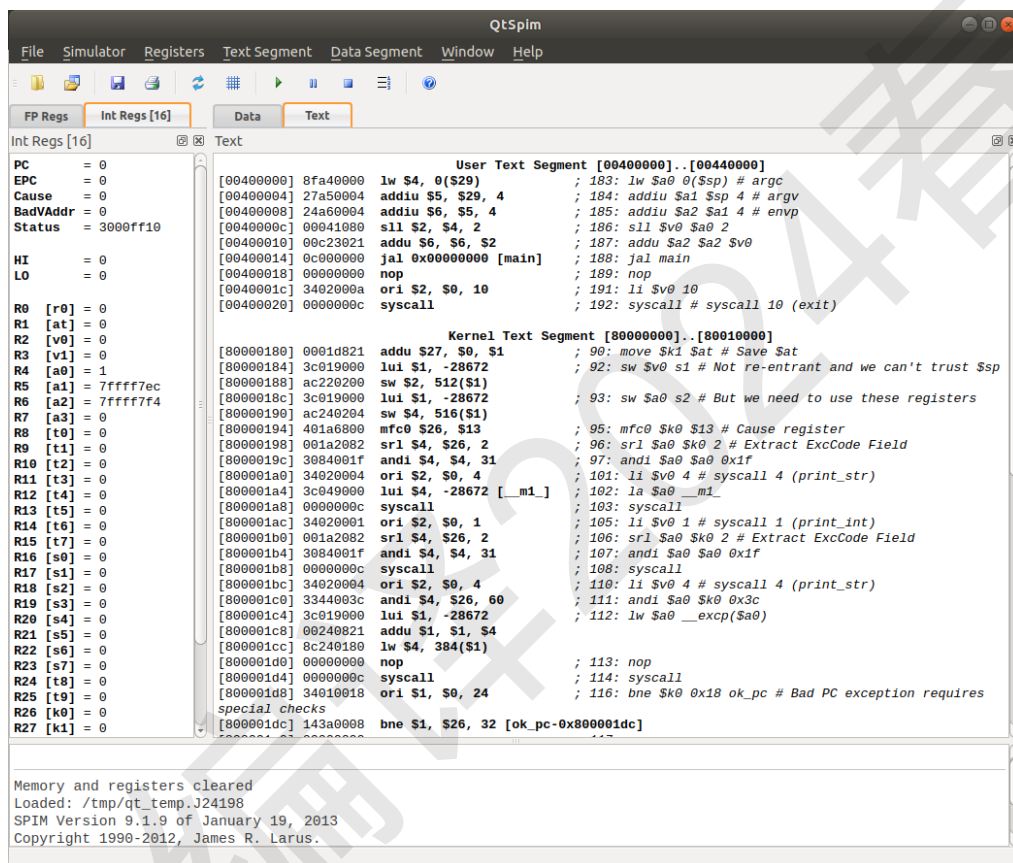 QtSpim
File Simulator Registers Text Segment Data Segment Window Help
FP Regs Int Regs [16] Data Text
Int Regs [16] Text
PC = 0
EPC = 0
Cause = 0
BadVAddr = 0
Status = 3000ff10
HI = 0
LO = 0
R0 [r0] = 0
R1 [at] = 0
R2 [v0] = 0
R3 [v1] = 0
R4 [a0] = 1
R5 [a1] = 7ffff7ec
R6 [a2] = 7ffff7f4
R7 [a3] = 0
R8 [t0] = 0
R9 [t1] = 0
R10 [t2] = 0
R11 [t3] = 0
R12 [t4] = 0
R13 [t5] = 0
R14 [t6] = 0
R15 [t7] = 0
R16 [s0] = 0
R17 [s1] = 0
R18 [s2] = 0
R19 [s3] = 0
R20 [s4] = 0
R21 [s5] = 0
R22 [s6] = 0
R23 [s7] = 0
R24 [t8] = 0
R25 [t9] = 0
R26 [k0] = 0
R27 [k1] = 0
User Text Segment [00400000]..[00440000]
[00400000] 8fa40000 lw $4, 0($29) ; 183: lw $a0 0($sp) # argc
[00400004] 27a50004 addiu $5, $29, 4 ; 184: addiu $a1 $sp 4 # argv
[00400008] 24a60004 addiu $6, $5, 4 ; 185: addiu $a2 $a1 4 # envp
[0040000c] 00041080 sll $2, $4, 2 ; 186: sll $v0 $a0 2
[00400010] 00c23021 addu $6, $6, $2 ; 187: addu $a2 $a2 $v0
[00400014] 0c000000 jal 0x00000000 [main] ; 188: jal main
[00400018] 00000000 nop ; 189: nop
[0040001c] 3402000a ori $2, $0, 10 ; 191: li $v0 10
[00400020] 0000000c syscall ; 192: syscall # syscall 10 (exit)
Kernel Text Segment [80000000]..[80010000]
[80000180] 0001d821 addu $27, $0, $1 ; 90: move $k1 $at # Save $at
[80000184] 3c019000 lui $1, -28672 ; 92: sw $v0 s1 # Not re-entrant and we can't trust $sp
[80000188] ac220200 sw $2, 512($1)
[8000018c] 3c019000 lui $1, -28672 ; 93: sw $a0 s2 # But we need to use these registers
[80000190] ac240204 sw $4, 516($1)
[80000194] 401a6800 mfc0 $26, $13 ; 95: mfc0 $k0 $13 # Cause register
[80000198] 001a2082 srl $4, $26, 2 ; 96: srl $a0 $k0 2 # Extract ExcCode Field
[8000019c] 3084001f andi $4, $4, 31 ; 97: andi $a0 $a0 0x1f
[800001a0] 34020004 ori $2, $0, 4 ; 101: li $v0 4 # syscall 4 (print_str)
[800001a4] 3c049000 lui $4, -28672 [__m1_] ; 102: la $a0 __m1_
[800001a8] 0000000c syscall ; 103: syscall
[800001ac] 34020001 ori $2, $0, 1 ; 105: li $v0 1 # syscall 1 (print_int)
[800001b0] 001a2082 srl $4, $26, 2 ; 106: srl $a0 $k0 2 # Extract ExcCode Field
[800001b4] 3084001f andi $4, $4, 31 ; 107: andi $a0 $a0 0x1f
[800001b8] 0000000c syscall ; 108: syscall
[800001bc] 34020004 ori $2, $0, 4 ; 110: li $v0 4 # syscall 4 (print_str)
[800001c0] 3344003c andi $4, $26, 60 ; 111: andi $a0 $k0 0x3c
[800001c4] 3c019000 lui $1, -28672 ; 112: lw $a0 __excp($a0)
[800001c8] 00240821 addu $1, $1, $4
[800001cc] 8c240180 lw $4, 384($1)
[800001d0] 00000000 nop ; 113: nop
[800001d4] 0000000c syscall ; 114: syscall
[800001d8] 34010018 ori $1, $0, 24 ; 116: bne $k0 0x18 ok_pc # Bad PC exception requires
special checks
[800001dc] 143a0008 bne $1, $26, 32 [ok_pc-0x800001dc]
Memory and registers cleared
Loaded: /tmp/qt_temp.J24198
SPIM Version 9.1.9 of January 19, 2013
Copyright 1990-2012, James R. Larus.
编译2024春